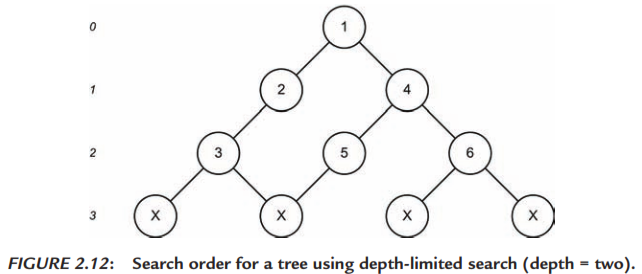 0 1
1 2 4
2 3 5 6
3 X X X X
FIGURE 2.12: Search order for a tree using depth-limited search (depth = two).